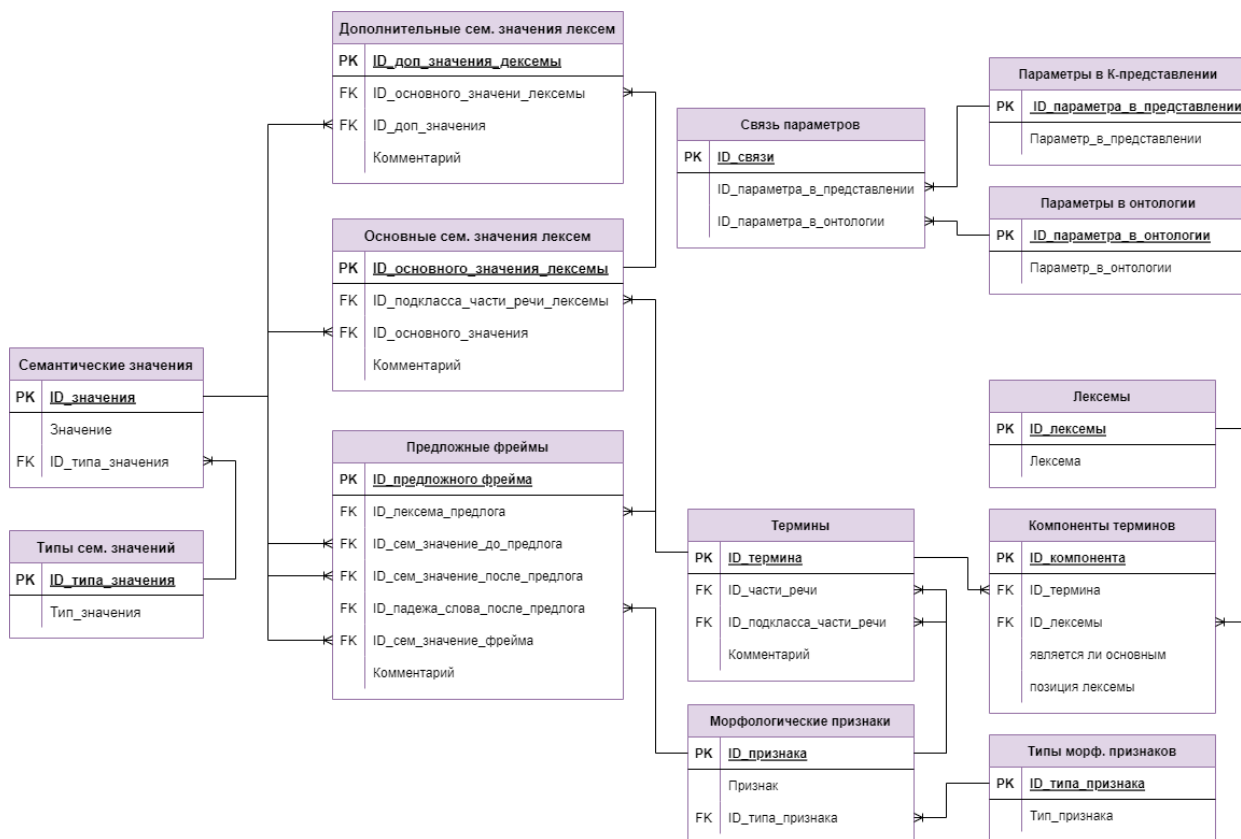 Дополнительные сем. значения лексем
PK ID_доп_значения_дексемы
FK ID_основного_значени_лексемы
FK ID_доп_значения
Комментарий
Основные сем. значения лексем
PK ID_основного_значения_лексемы
FK ID_подкласса_части_речи_лексемы
FK ID_основного_значения
Комментарий
Семантические значения
PK ID_значения
Значение
FK ID_типа_значения
Типы сем. значений
PK ID_типа_значения
Тип_значения
Предложные фреймы
PK ID_предложного фрейма
FK ID_лексема_предлога
FK ID_сем_значение_до_предлога
FK ID_сем_значение_после_предлога
FK ID_падежа_слова_после_предлога
FK ID_сем_значение_фрейма
Комментарий
Связь параметров
PK ID_связи
ID_параметра_в_представлении
ID_параметра_в_онтологии
Параметры в К-представлении
PK ID_параметра_в_представлении
Параметр_в_представлении
Параметры в онтологии
PK ID_параметра_в_онтологии
Параметр_в_онтологии
Лексемы
PK ID_лексемы
Лексема
Термины
PK ID_термина
FK ID_части_речи
FK ID_подкласса_части_речи
Комментарий
Компоненты терминов
PK ID_компонента
FK ID_термина
FK ID_лексемы
является ли основным
позиция лексемы
Морфологические признаки
PK ID_признака
Признак
FK ID_типа_признака
Типы морф. признаков
PK ID_типа_признака
Тип_признака